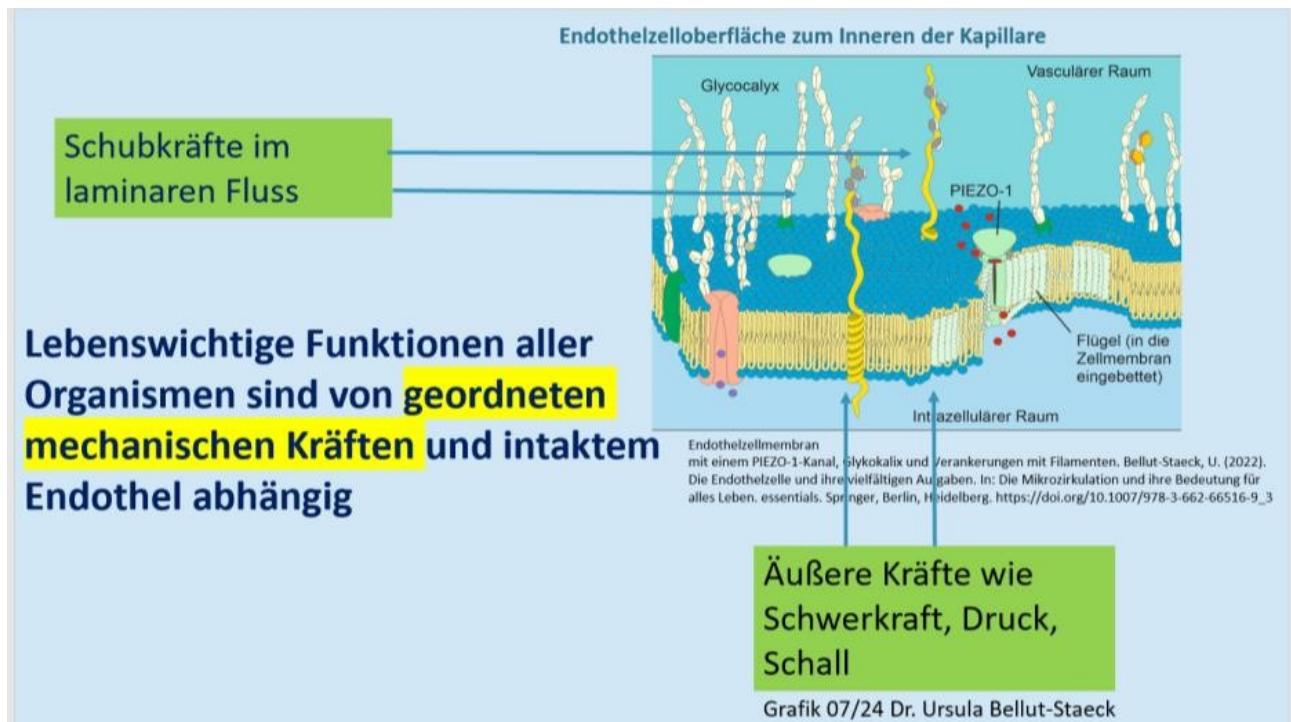 Endothelzelloberfläche zum Inneren der Kapillare
Glycocalyx
Vasculärer Raum
Schubkräfte im
laminaren Fluss
PIEZO-1
Flügel (in die
Zellmembran
eingebettet)
Intrazellulärer Raum
Lebenswichtige Funktionen aller
Organismen sind von geordneten
mechanischen Kräften und intaktem
Endothel abhängig
Endothelzellmembran
mit einem PIEZO-1-Kanal, Glykokalix und Verankerungen mit Filamenten. Bellut-Staeck, U. (2022).
Die Endothelzelle und ihre vielfältigen Aufgaben. In: Die Mikrozirkulation und ihre Bedeutung für
alles Leben. essentials. Springer, Berlin, Heidelberg. https://doi.org/10.1007/978-3-662-66516-9_3
Äußere Kräfte wie
Schwerkraft, Druck,
Schall
Grafik 07/24 Dr. Ursula Bellut-Staeck